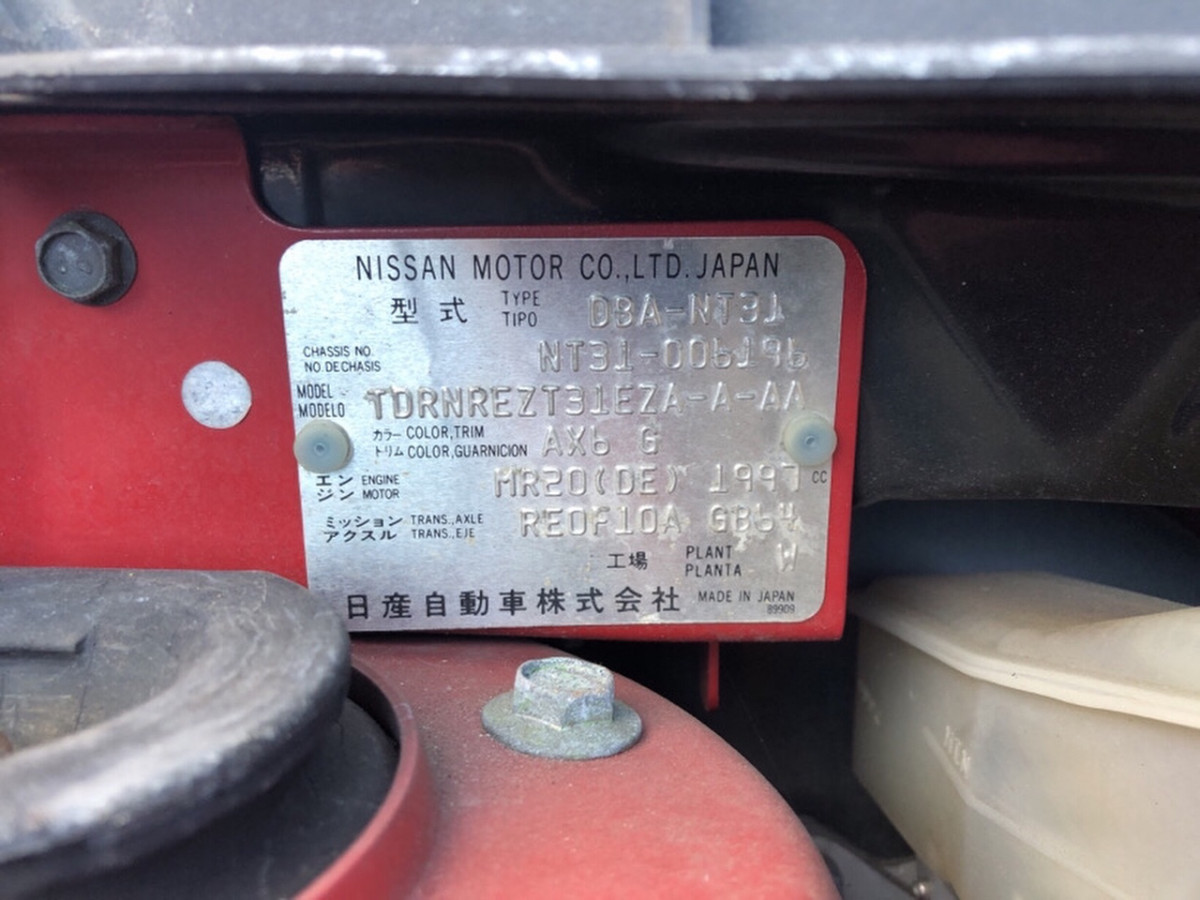 NISSAN MOTOR CO.,LTD. JAPAN
型式 TYPE TIPO DBA-NT31
CHASSIS NO. NO.DECHASIS NT31-006196
MODEL MODELO TDRNREZT31EZA-A-AA
カラー COLOR,TRIM
トリム COLOR,GUARNICION AX6 G
エンジン ENGINE MOTOR MR20(DE) 1997 CC
ミッション TRANS.,AXLE
アクスル TRANS.,EJE RE0F10A GB64
工場 PLANT PLANTA W
日産自動車株式会社 MADE IN JAPAN
89909